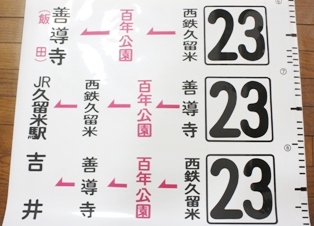 23 西鉄久留米 百年公園 善導寺 (飯田)
23 善導寺 百年公園 西鉄久留米 JR久留米駅
23 西鉄久留米 百年公園 善導寺 吉井